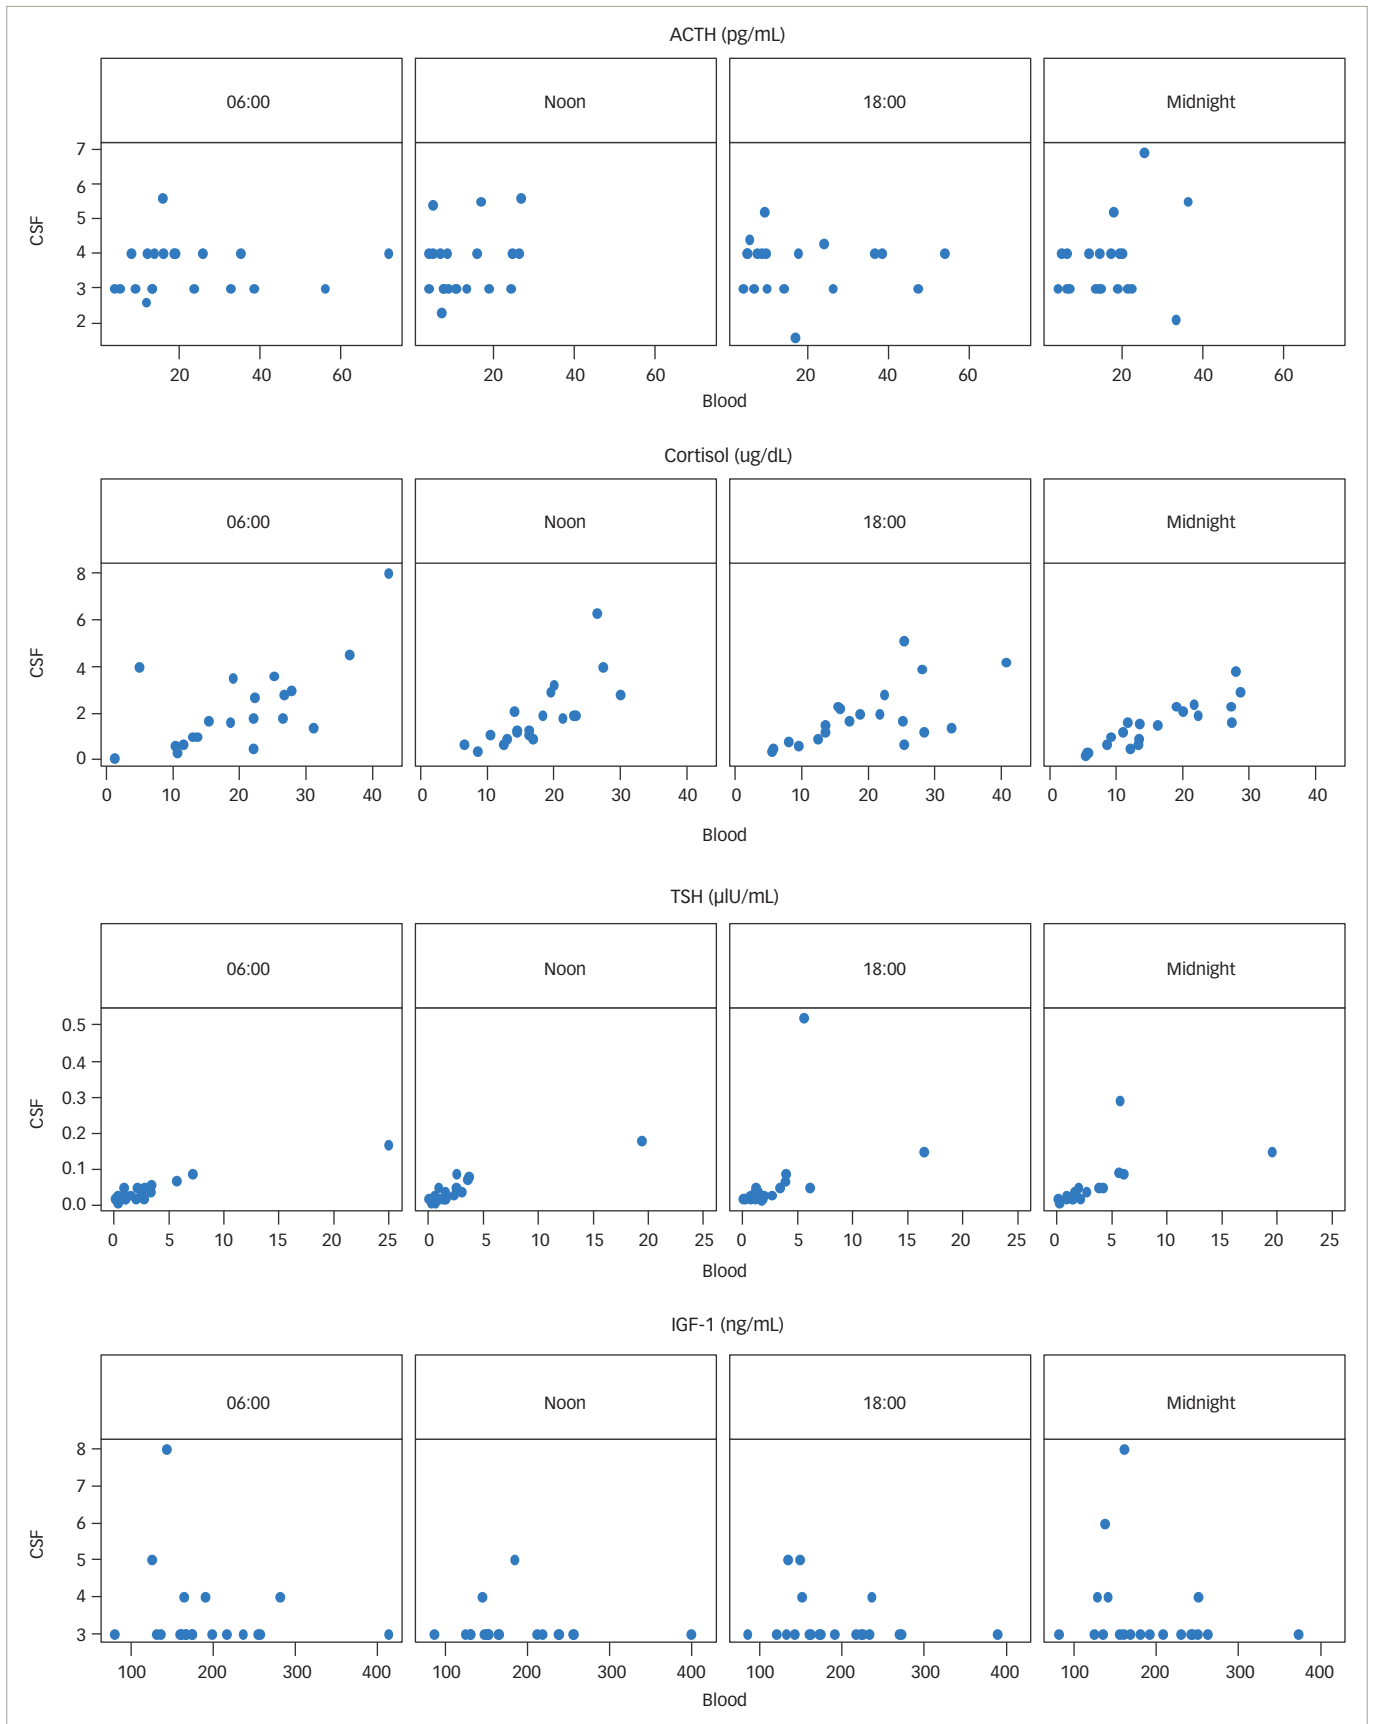 ACTH (pg/mL)
06:00 Noon 18:00 Midnight
7
6
5
4
3
2
CSF
20 40 60 20 40 60 20 40 60 20 40 60
Blood
Cortisol (ug/dL)
06:00 Noon 18:00 Midnight
8
6
4
2
0
CSF
0 10 20 30 40 0 10 20 30 40 0 10 20 30 40 0 10 20 30 40
Blood
TSH (µIU/mL)
06:00 Noon 18:00 Midnight
0.5
0.4
0.3
0.2
0.1
0.0
CSF
0 5 10 15 20 25 0 5 10 15 20 25 0 5 10 15 20 25 0 5 10 15 20 25
Blood
IGF-1 (ng/mL)
06:00 Noon 18:00 Midnight
8
7
6
5
4
3
CSF
100 200 300 400 100 200 300 400 100 200 300 400 100 200 300 400
Blood